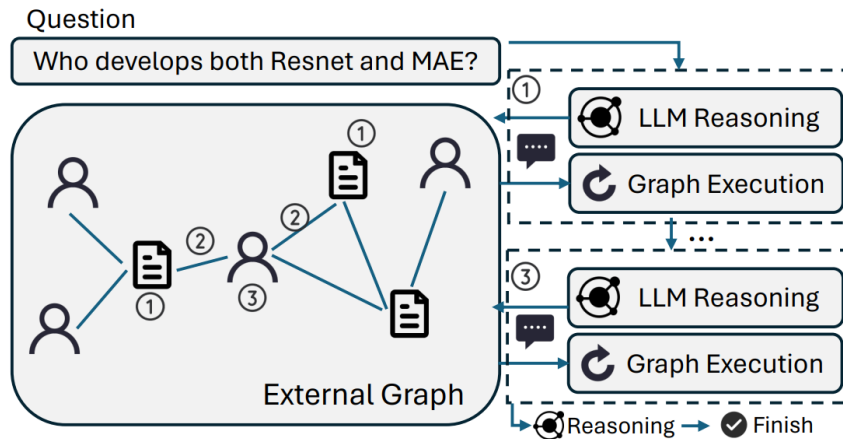 Question
Who develops both Resnet and MAE?
①
LLM Reasoning
Graph Execution
...
③
LLM Reasoning
Graph Execution
Reasoning
Finish
①
②
②
①
③
External Graph